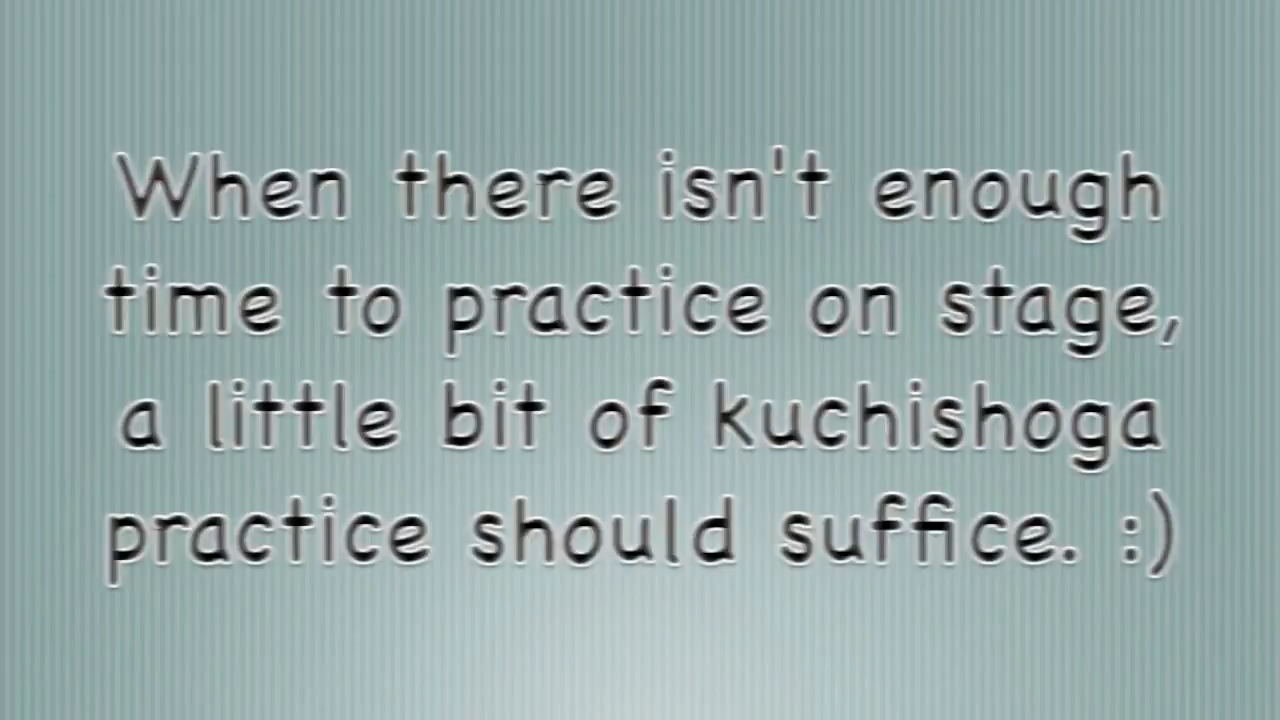 When there isn't enough
time to practice on stage,
a little bit of kuchishoga
practice should suffice. :)